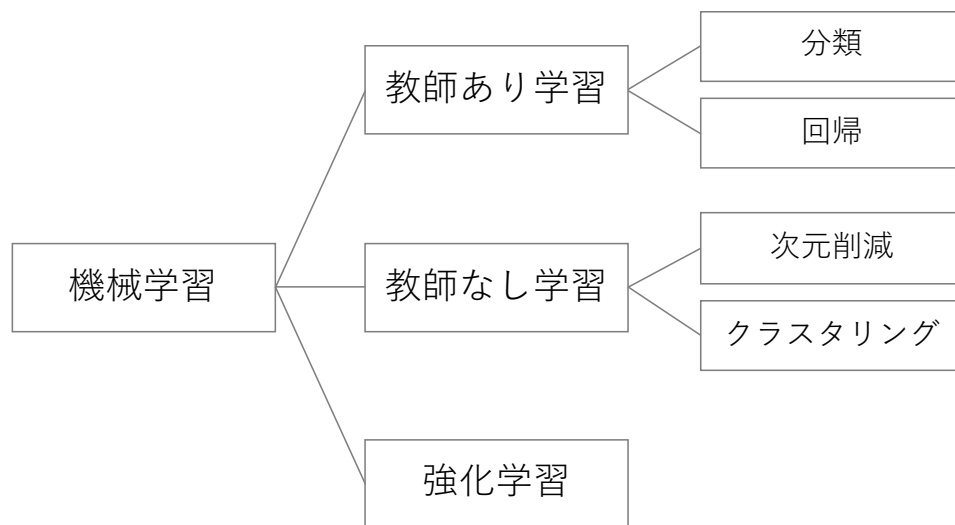 機械学習
教師あり学習
分類
回帰
教師なし学習
次元削減
クラスタリング
強化学習